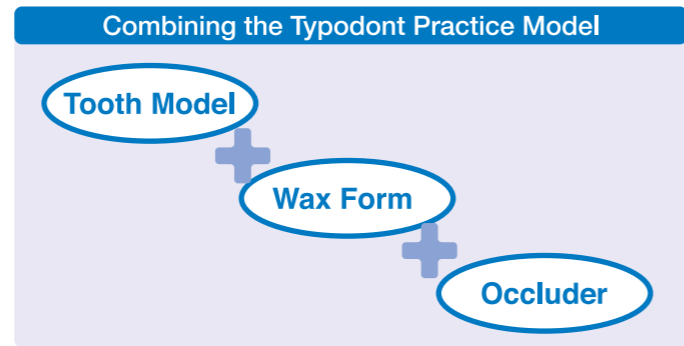 Combining the Typodont Practice Model
Tooth Model
Wax Form
Occluder